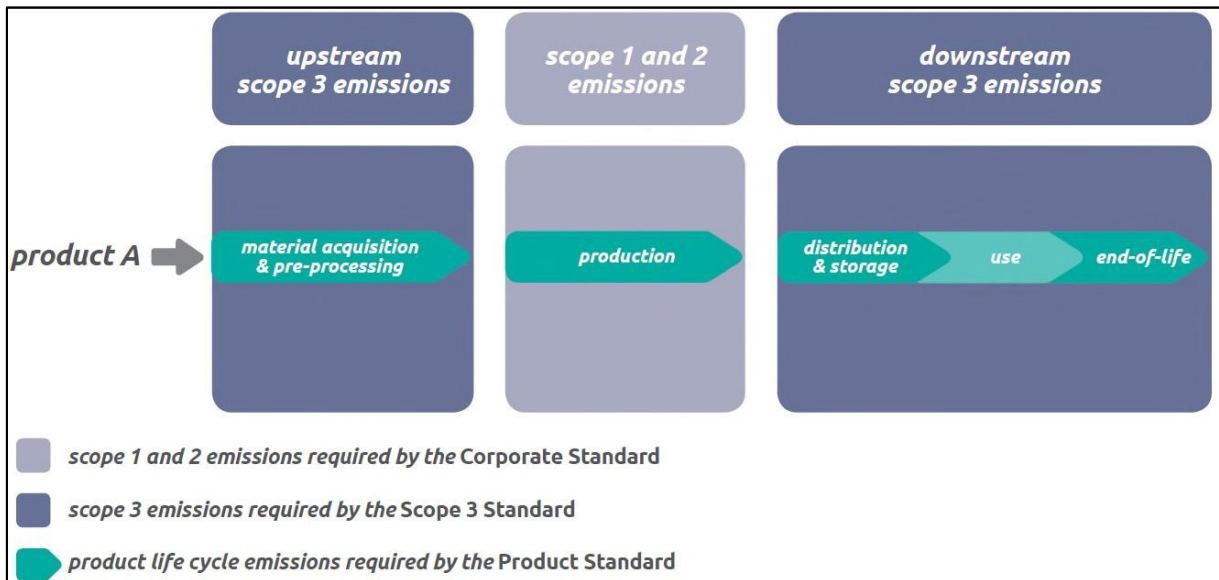 upstream
scope 3 emissions
scope 1 and 2
emissions
downstream
scope 3 emissions
product A
material acquisition
& pre-processing
production
distribution
& storage
use
end-of-life
scope 1 and 2 emissions required by the Corporate Standard
scope 3 emissions required by the Scope 3 Standard
product life cycle emissions required by the Product Standard